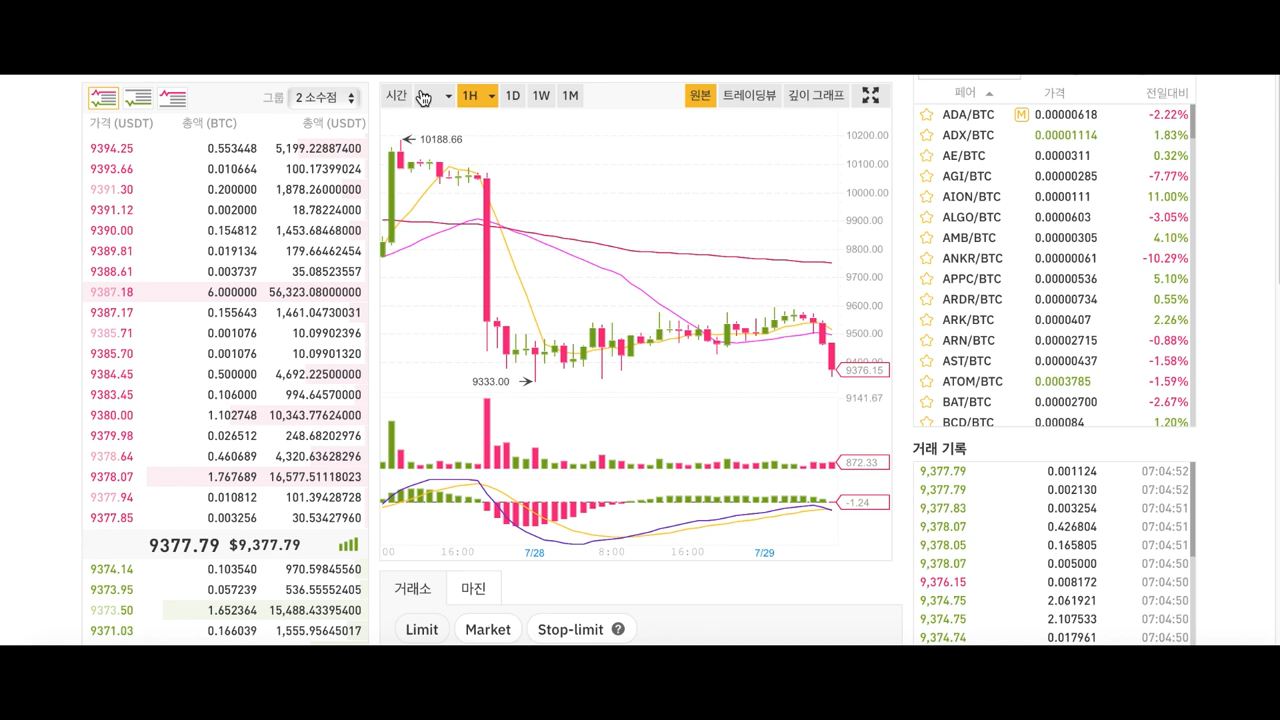 그룹 2 소수점
가격 (USDT) 총액 (BTC) 총액 (USDT)
9394.25 0.553448 5,199.22887400
9393.66 0.010664 100.17399024
9391.30 0.200000 1,878.26000000
9391.12 0.002000 18.78224000
9390.00 0.154812 1,453.68468000
9389.81 0.019134 179.66462454
9388.61 0.003737 35.08523557
9387.18 6.000000 56,323.08000000
9387.17 0.155643 1,461.04730031
9385.71 0.001076 10.09902396
9385.70 0.001076 10.09901320
9384.45 0.500000 4,692.22500000
9383.45 0.106000 994.64570000
9380.00 1.102748 10,343.77624000
9379.98 0.026512 248.68202976
9378.64 0.460689 4,320.63628296
9378.07 1.767689 16,577.51118023
9377.94 0.010812 101.39428728
9377.85 0.003256 30.53427960
9377.79 $9,377.79
9374.14 0.103540 970.59845560
9373.95 0.057239 536.55552405
9373.50 1.652364 15,488.43395400
9371.03 0.166039 1,555.95645017
시간 1H 1D 1W 1M 원본 트레이딩뷰 깊이 그래프
10188.66
9333.00
10200.00
10100.00
10000.00
9900.00
9800.00
9700.00
9600.00
9500.00
9400.00
9376.15
9141.67
872.33
-1.24
00 16:00 7/28 8:00 16:00 7/29
거래소 마진
Limit Market Stop-limit ?
페어 가격 전일대비
ADA/BTC M 0.00000618 -2.22%
ADX/BTC 0.00001114 1.83%
AE/BTC 0.0000311 0.32%
AGI/BTC 0.00000285 -7.77%
AION/BTC 0.0000111 11.00%
ALGO/BTC 0.0000603 -3.05%
AMB/BTC 0.00000305 4.10%
ANKR/BTC 0.00000061 -10.29%
APPC/BTC 0.00000536 5.10%
ARDR/BTC 0.00000734 0.55%
ARK/BTC 0.0000407 2.26%
ARN/BTC 0.00002715 -0.88%
AST/BTC 0.00000437 -1.58%
ATOM/BTC 0.0003785 -1.59%
BAT/BTC 0.00002700 -2.67%
BCD/BTC 0.000084 1.20%
거래 기록
9,377.79 0.001124 07:04:52
9,377.79 0.002130 07:04:52
9,377.83 0.003254 07:04:51
9,378.07 0.426804 07:04:51
9,378.05 0.165805 07:04:51
9,378.07 0.005000 07:04:50
9,376.15 0.008172 07:04:50
9,374.75 2.061921 07:04:50
9,374.75 2.107533 07:04:50
9,374.74 0.017961 07:04:50